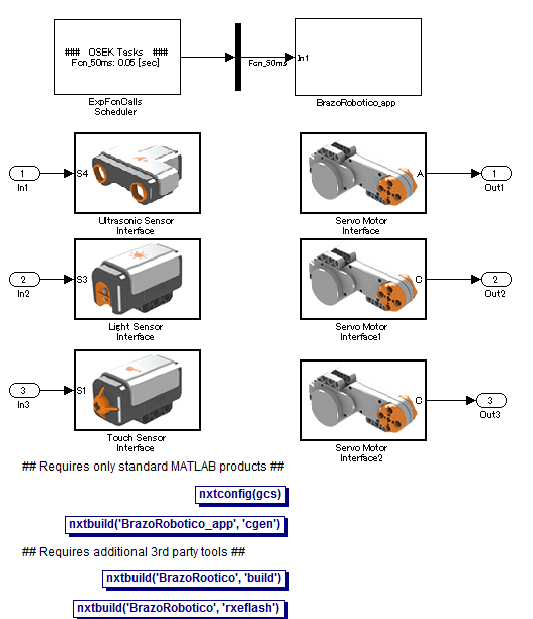 ### OSEK Tasks ###
Fcn_50ms: 0.05 [sec]
ExpFcnCalls
Scheduler
Fcn_50ms
In1
BrazoRobotico_app
1
In1
S4
Ultrasonic Sensor
Interface
A
Servo Motor
Interface
1
Out1
2
In2
S3
Light Sensor
Interface
C
Servo Motor
Interface1
2
Out2
3
In3
S1
Touch Sensor
Interface
C
Servo Motor
Interface2
3
Out3
## Requires only standard MATLAB products ##
nxtconfig(gcs)
nxtbuild('BrazoRobotico_app', 'cgen')
## Requires additional 3rd party tools ##
nxtbuild('BrazoRootico', 'build')
nxtbuild('BrazoRobotico', 'rxeflash')